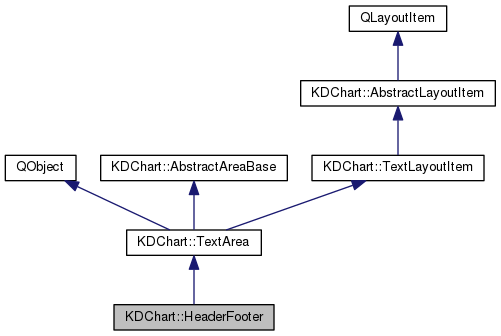 QLayoutItem
KDChart::AbstractLayoutItem
QObject
KDChart::AbstractAreaBase
KDChart::TextLayoutItem
KDChart::TextArea
KDChart::HeaderFooter